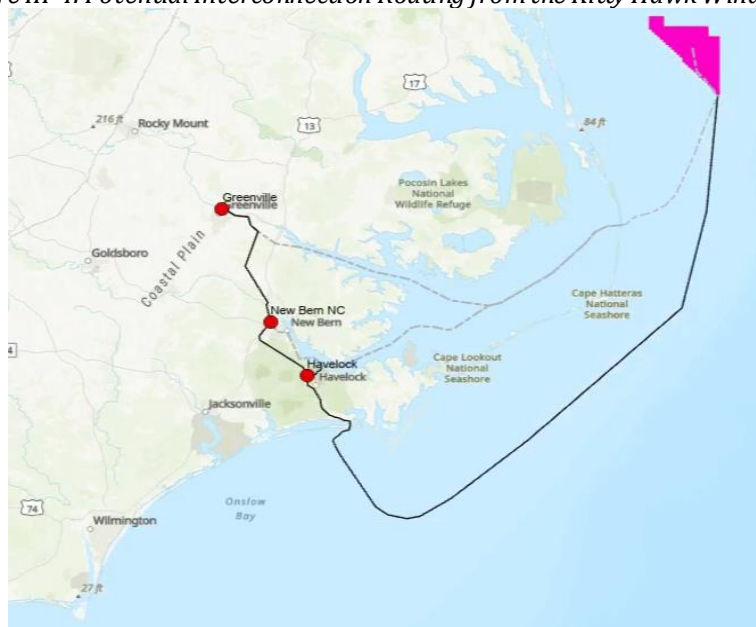 Potential Interconnection Routing from the Kitty Hawk
17
216 ft
Rocky Mount
13
84 ft
Pocosin Lakes
National
Wildlife Refuge
Greenville
Greenville
Goldsboro
Coastal Plain
Cape Hatteras
National
Seashore
New Bern NC
New Bern
4
Cape Lookout
National
Seashore
Havelock
Havelock
Jacksonville
Onslow
Bay
74
Wilmington
27 ft